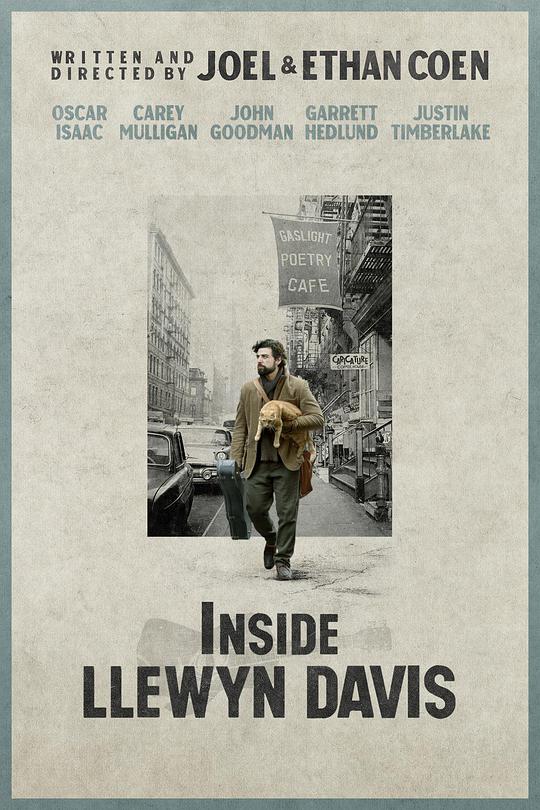 WRITTEN AND
DIRECTED BY JOEL & ETHAN COEN
OSCAR ISAAC CAREY MULLIGAN JOHN GOODMAN GARRETT HEDLUND JUSTIN TIMBERLAKE
GASLIGHT
POETRY
CAFE
CARICATURE
INSIDE
LLEWYN DAVIS